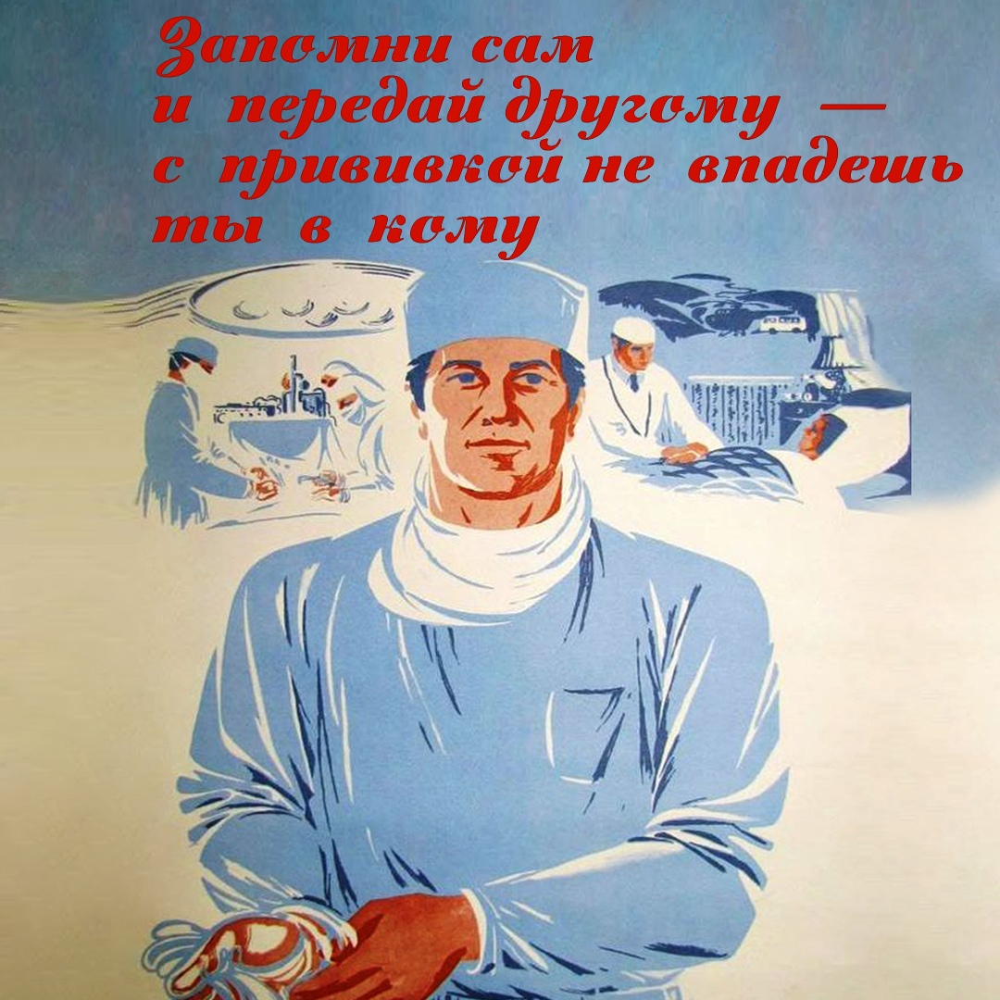 Запомни сам
и передай другому —
с прививкой не впадешь
ты в кому